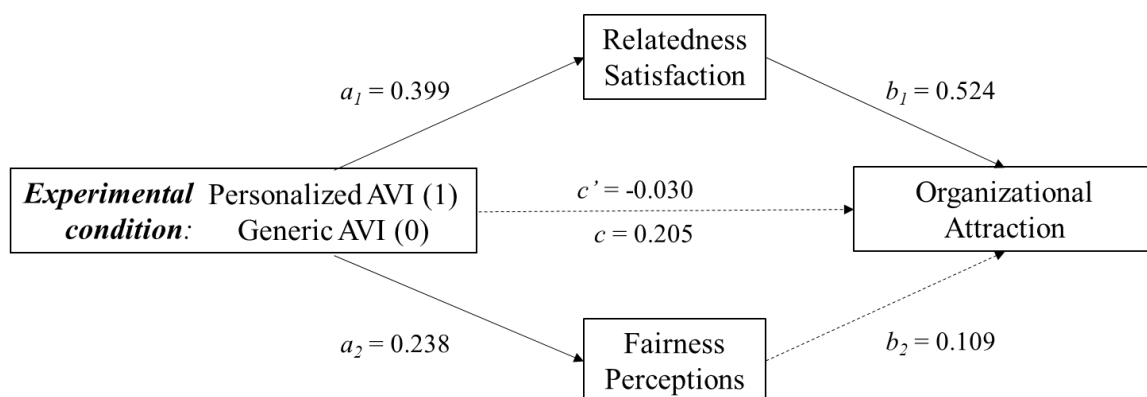 Relatedness
Satisfaction
a1 = 0.399
b1 = 0.524
Experimental Personalized AVI (1)
condition: Generic AVI (0)
c’ = -0.030
c = 0.205
Organizational
Attraction
a2 = 0.238
b2 = 0.109
Fairness
Perceptions